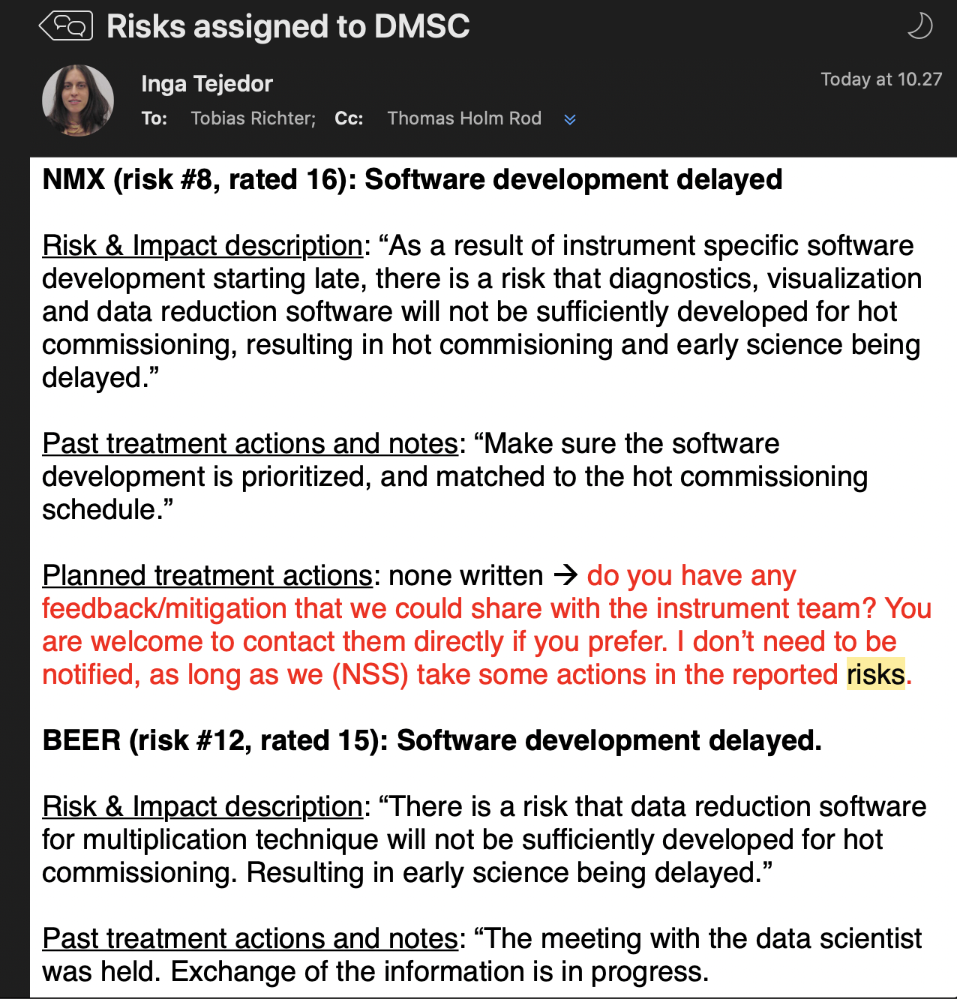 Risks assigned to DMSC
Inga Tejedor
Today at 10.27
To: Tobias Richter; Cc: Thomas Holm Rod
NMX (risk #8, rated 16): Software development delayed
Risk & Impact description: “As a result of instrument specific software
development starting late, there is a risk that diagnostics, visualization
and data reduction software will not be sufficiently developed for hot
commissioning, resulting in hot commisioning and early science being
delayed.”
Past treatment actions and notes: “Make sure the software
development is prioritized, and matched to the hot commissioning
schedule.”
Planned treatment actions: none written → do you have any
feedback/mitigation that we could share with the instrument team? You
are welcome to contact them directly if you prefer. I don’t need to be
notified, as long as we (NSS) take some actions in the reported risks.
BEER (risk #12, rated 15): Software development delayed.
Risk & Impact description: “There is a risk that data reduction software
for multiplication technique will not be sufficiently developed for hot
commissioning. Resulting in early science being delayed.”
Past treatment actions and notes: “The meeting with the data scientist
was held. Exchange of the information is in progress.